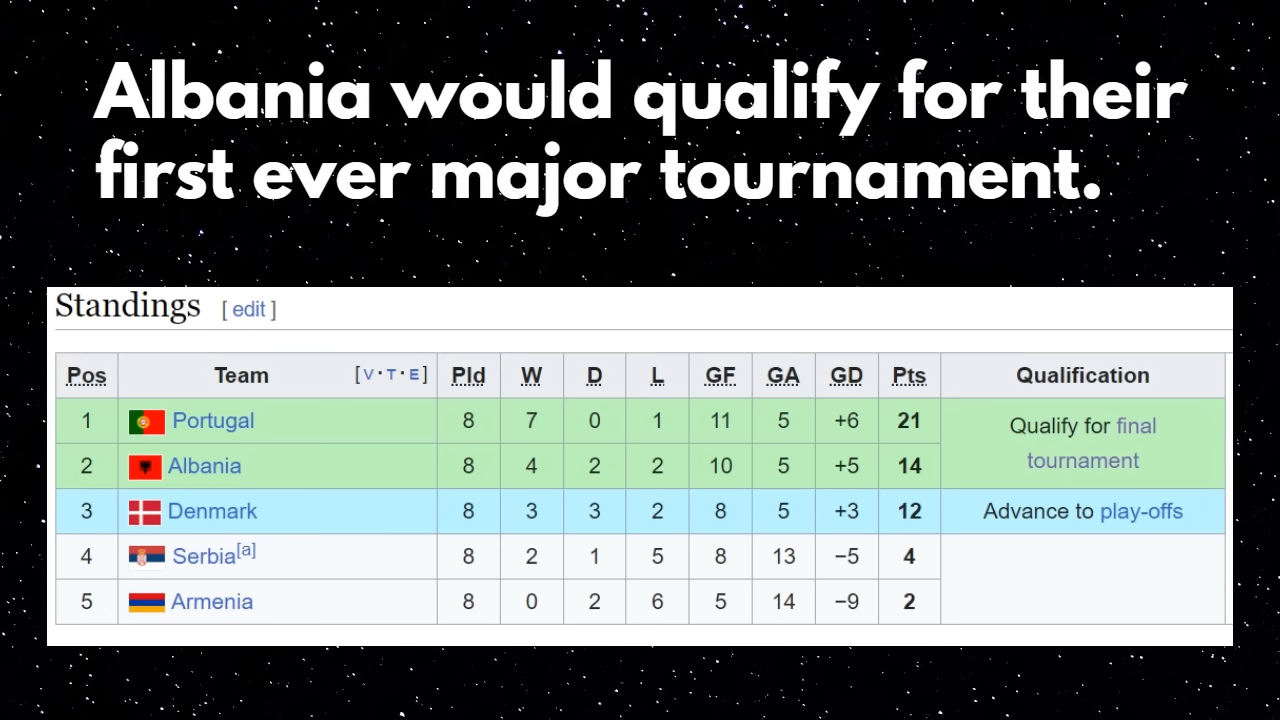 Albania would qualify for their
first ever major tournament.
Standings [ edit ]
Pos Team [ V · T · E ] Pld W D L GF GA GD Pts Qualification
1 Portugal 8 7 0 1 11 5 +6 21 Qualify for final tournament
2 Albania 8 4 2 2 10 5 +5 14
3 Denmark 8 3 3 2 8 5 +3 12 Advance to play-offs
4 Serbia[a] 8 2 1 5 8 13 −5 4
5 Armenia 8 0 2 6 5 14 −9 2